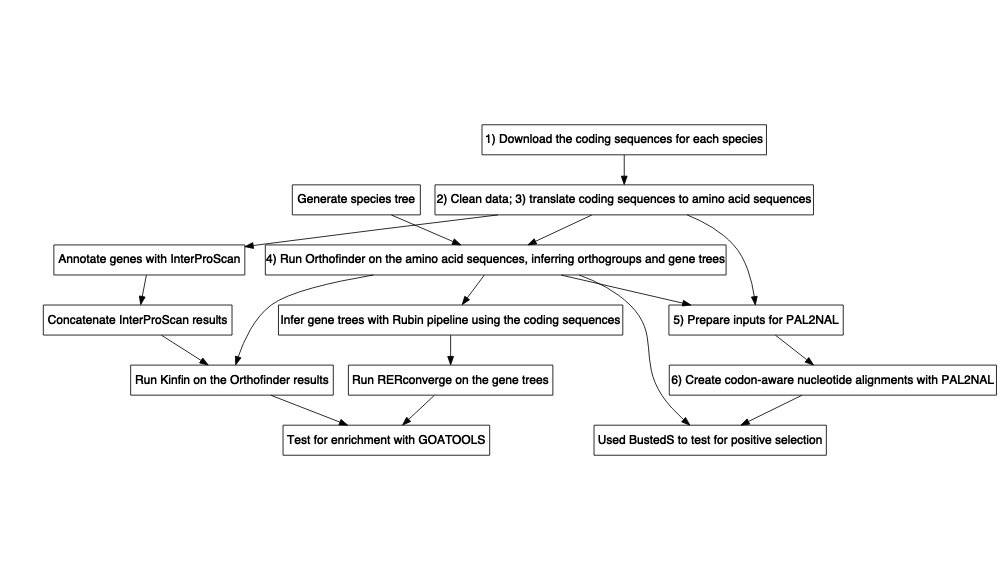 1) Download the coding sequences for each species
Generate species tree
2) Clean data; 3) translate coding sequences to amino acid sequences
Annotate genes with InterProScan
4) Run Orthofinder on the amino acid sequences, inferring orthogroups and gene trees
Concatenate InterProScan results
Infer gene trees with Rubin pipeline using the coding sequences
5) Prepare inputs for PAL2NAL
Run Kinfin on the Orthofinder results
Run RERconverge on the gene trees
6) Create codon-aware nucleotide alignments with PAL2NAL
Test for enrichment with GOATOOLS
Used BustedS to test for positive selection